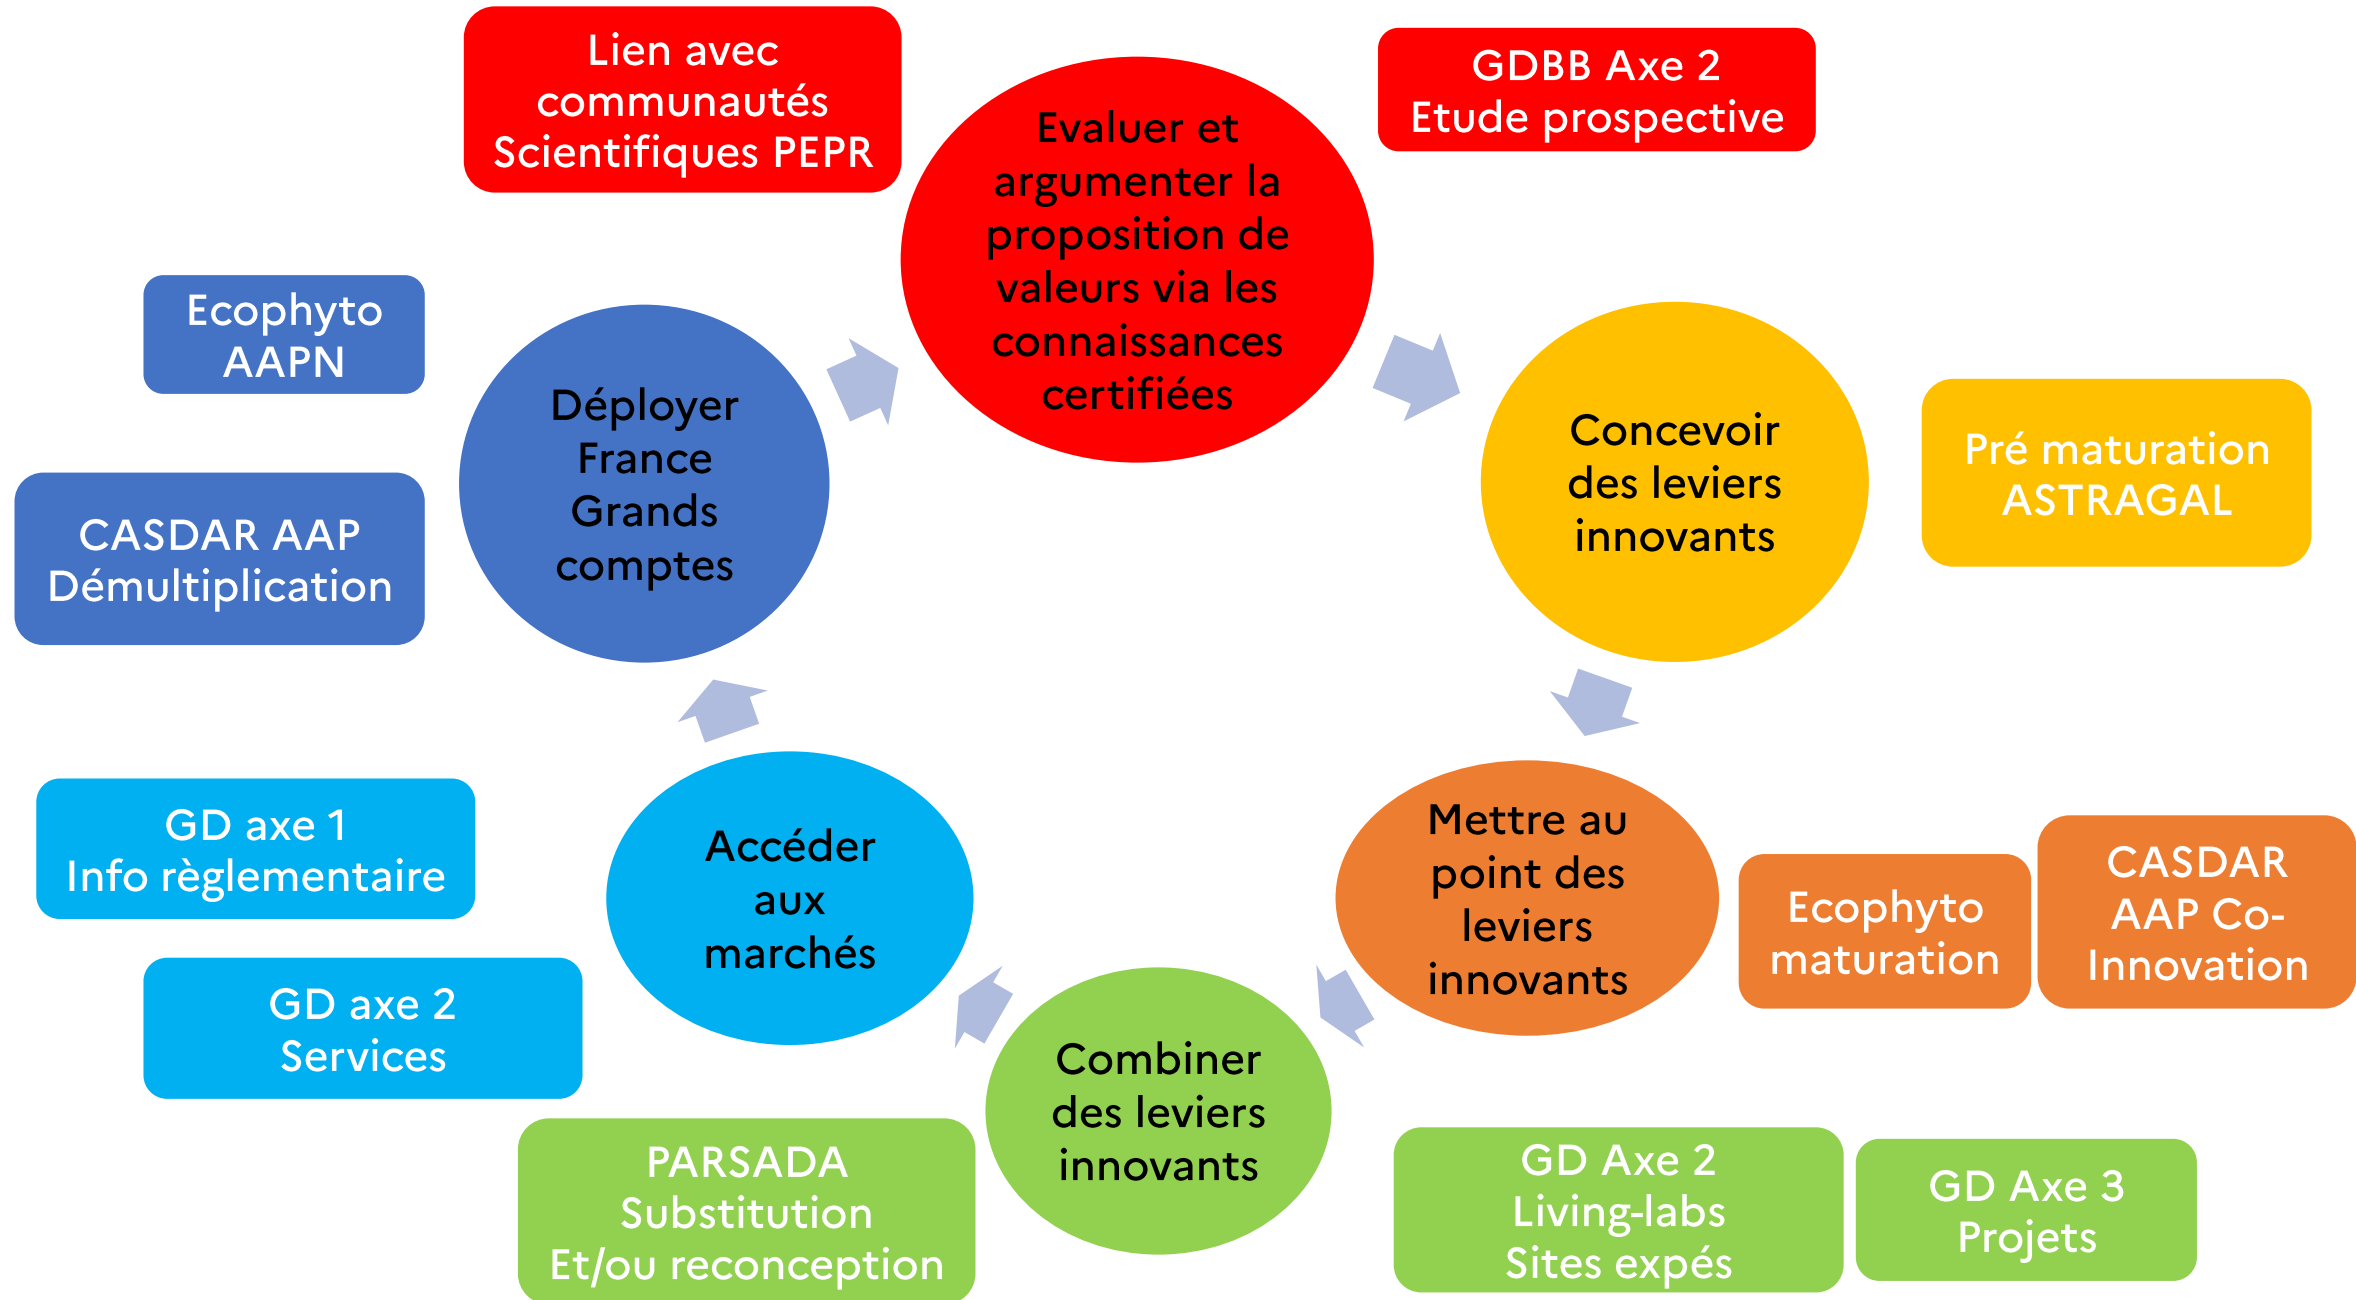 Lien avec
communautés
Scientifiques PEPR
Evaluer et
argumenter la
proposition de
valeurs via les
connaissances
certifiées
GDBB Axe 2
Etude prospective
Concevoir
des leviers
innovants
Pré maturation
ASTRAGAL
Mettre au
point des
leviers
innovants
Ecophyto
maturation
CASDAR
AAP Co-
Innovation
Combiner
des leviers
innovants
GD Axe 2
Living-labs
Sites expés
GD Axe 3
Projets
PARSADA
Substitution
Et/ou reconception
Accéder
aux
marchés
GD axe 1
Info règlementaire
GD axe 2
Services
Déployer
France
Grands
comptes
Ecophyto
AAPN
CASDAR AAP
Démultiplication